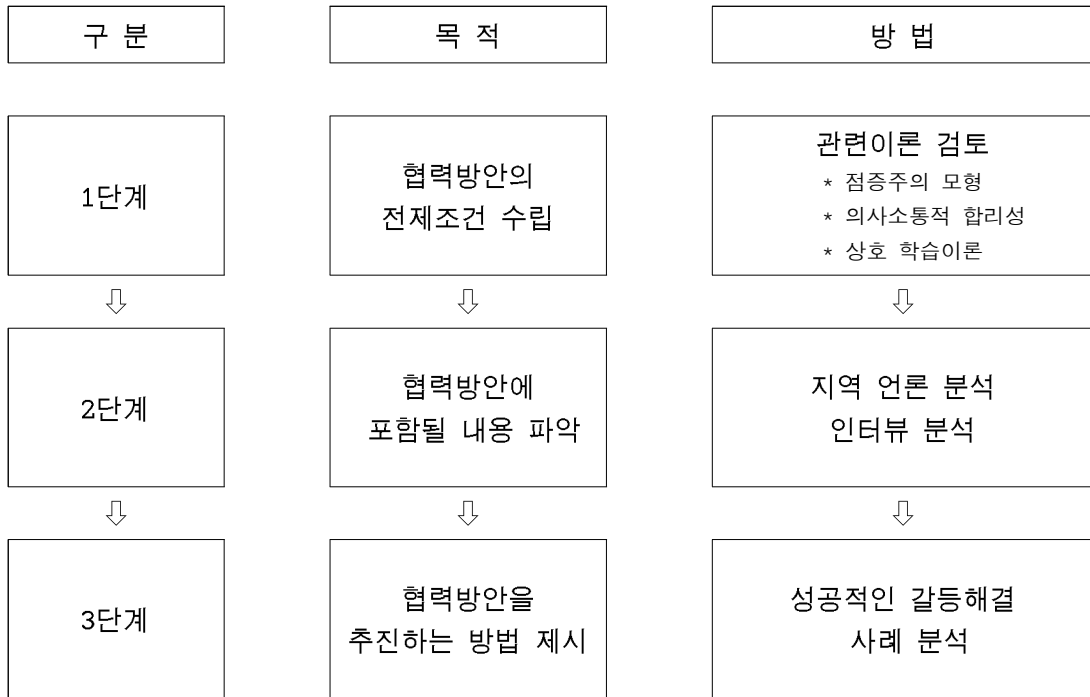 구 분
목 적
방 법
1단계
협력방안의
전제조건 수립
관련이론 검토
* 점증주의 모형
* 의사소통적 합리성
* 상호 학습이론
2단계
협력방안에
포함될 내용 파악
지역 언론 분석
인터뷰 분석
3단계
협력방안을
추진하는 방법 제시
성공적인 갈등해결
사례 분석